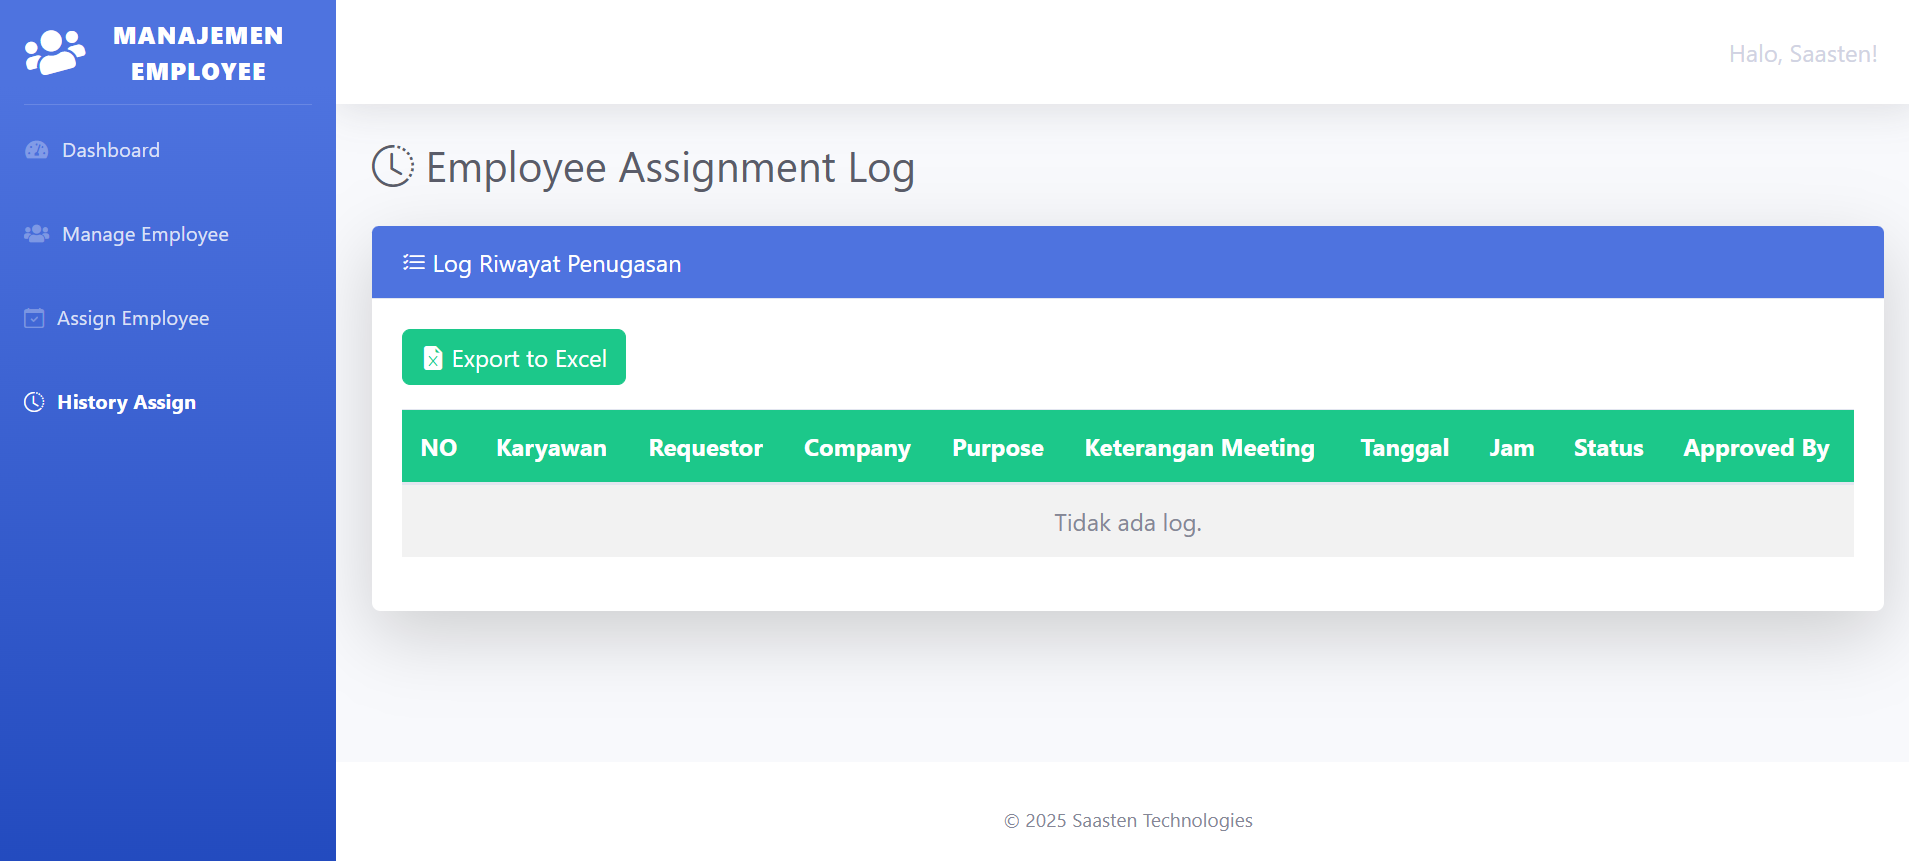 MANAJEMEN
EMPLOYEE
Halo, Saasten!
Dashboard
Manage Employee
Assign Employee
History Assign
Employee Assignment Log
Log Riwayat Penugasan
Export to Excel
NO Karyawan Requestor Company Purpose Keterangan Meeting Tanggal Jam Status Approved By
Tidak ada log.
© 2025 Saasten Technologies